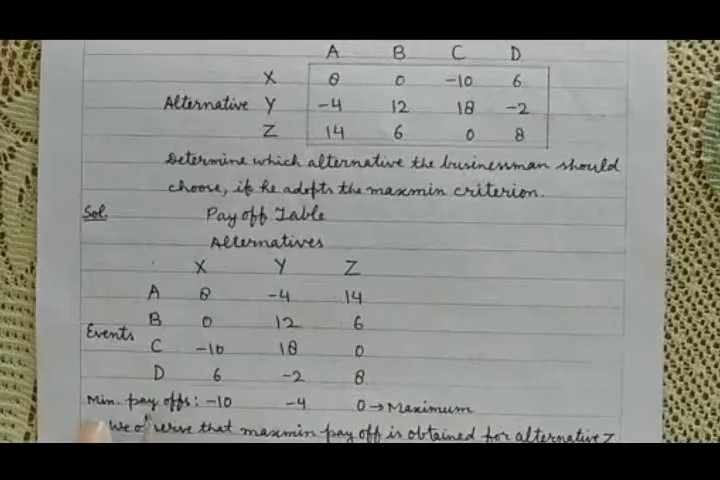 A B C D
X 8 0 -10 6
Alternative Y -4 12 18 -2
Z 14 6 0 8
Determine which alternative the businessman should
choose, if he adopts the maxmin criterion.
Sol. Pay off Table
Alternatives
X Y Z
A 8 -4 14
B 0 12 6
Events
C -10 18 0
D 6 -2 8
Min. pay offs: -10 -4 0 → Maximum
that maxmin pay off is obtained for alternative Z